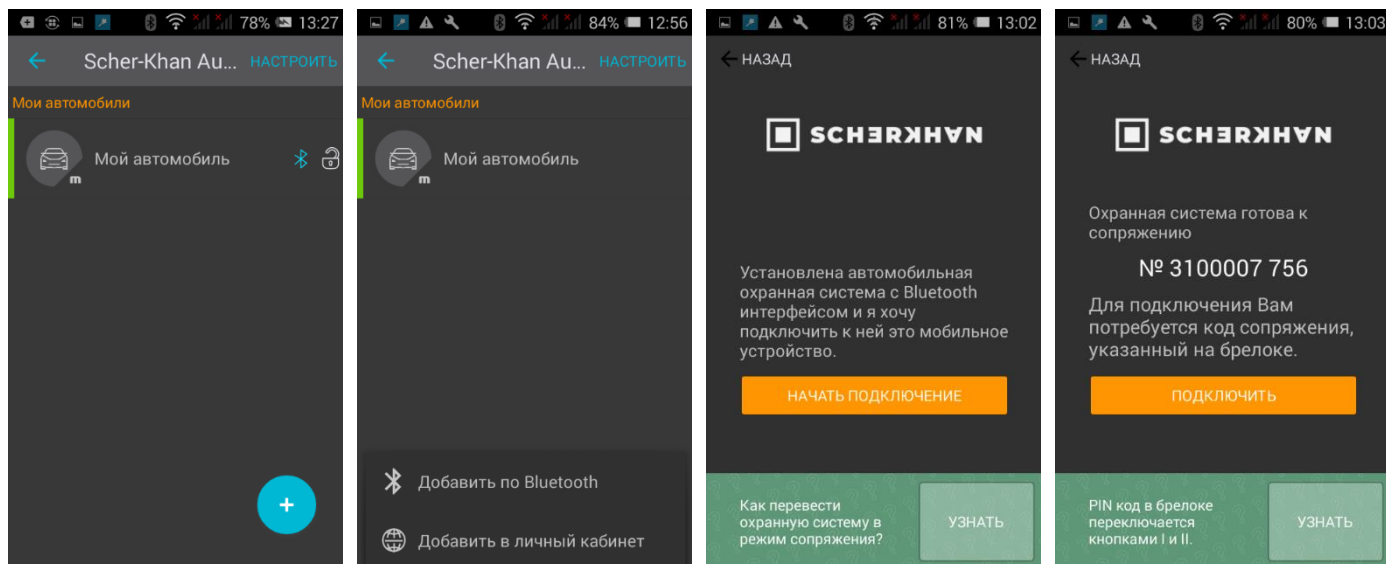 78% 13:27
Scher-Khan Au... НАСТРОИТЬ
Мои автомобили
Мой автомобиль
m
+
84% 12:56
Scher-Khan Au... НАСТРОИТЬ
Мои автомобили
Мой автомобиль
m
Добавить по Bluetooth
Добавить в личный кабинет
81% 13:02
НАЗАД
SCHERKHAN
Установлена автомобильная
охранная система с Bluetooth
интерфейсом и я хочу
подключить к ней это мобильное
устройство.
НАЧАТЬ ПОДКЛЮЧЕНИЕ
Как перевести
охранную систему в
режим сопряжения?
УЗНАТЬ
80% 13:03
НАЗАД
SCHERKHAN
Охранная система готова к
сопряжению
№ 3100007 756
Для подключения Вам
потребуется код сопряжения,
указанный на брелоке.
ПОДКЛЮЧИТЬ
PIN код в брелоке
переключается
кнопками I и II.
УЗНАТЬ